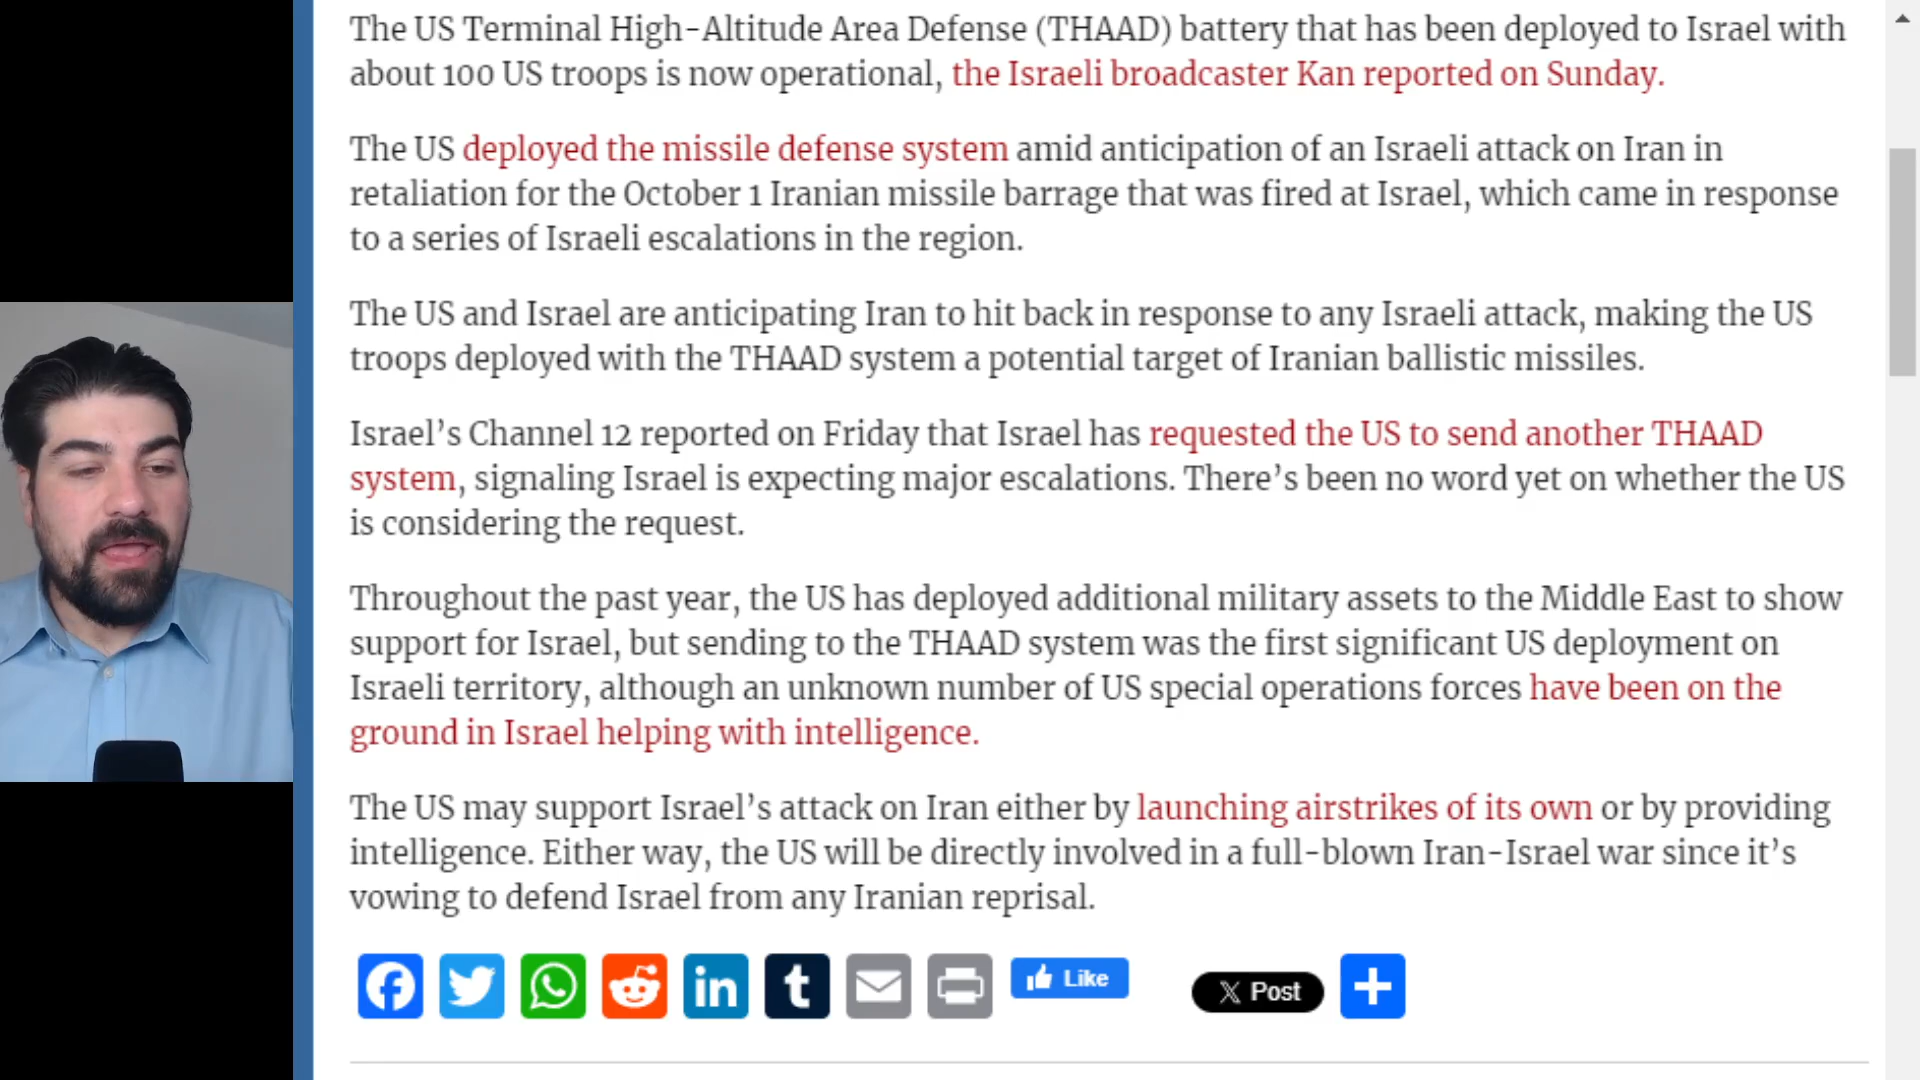 The US Terminal High-Altitude Area Defense (THAAD) battery that has been deployed to Israel with
about 100 US troops is now operational, the Israeli broadcaster Kan reported on Sunday.
The US deployed the missile defense system amid anticipation of an Israeli attack on Iran in
retaliation for the October 1 Iranian missile barrage that was fired at Israel, which came in response
to a series of Israeli escalations in the region.
The US and Israel are anticipating Iran to hit back in response to any Israeli attack, making the US
troops deployed with the THAAD system a potential target of Iranian ballistic missiles.
Israel’s Channel 12 reported on Friday that Israel has requested the US to send another THAAD
system, signaling Israel is expecting major escalations. There’s been no word yet on whether the US
is considering the request.
Throughout the past year, the US has deployed additional military assets to the Middle East to show
support for Israel, but sending to the THAAD system was the first significant US deployment on
Israeli territory, although an unknown number of US special operations forces have been on the
ground in Israel helping with intelligence.
The US may support Israel’s attack on Iran either by launching airstrikes of its own or by providing
intelligence. Either way, the US will be directly involved in a full-blown Iran-Israel war since it’s
vowing to defend Israel from any Iranian reprisal.
in t Like X Post